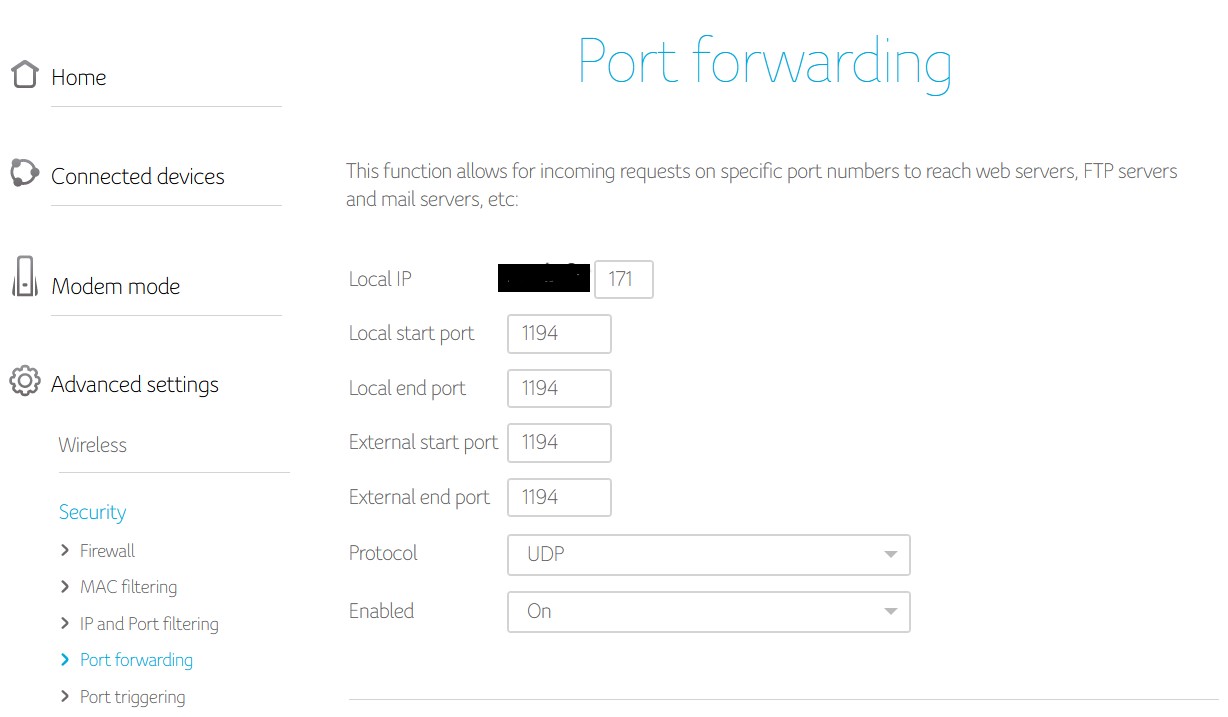 Port forwarding
Home
Connected devices
Modem mode
Advanced settings
Wireless
Security
Firewall
MAC filtering
IP and Port filtering
Port forwarding
Port triggering
This function allows for incoming requests on specific port numbers to reach web servers, FTP servers
and mail servers, etc:
Local IP 171
Local start port 1194
Local end port 1194
External start port 1194
External end port 1194
Protocol UDP
Enabled On